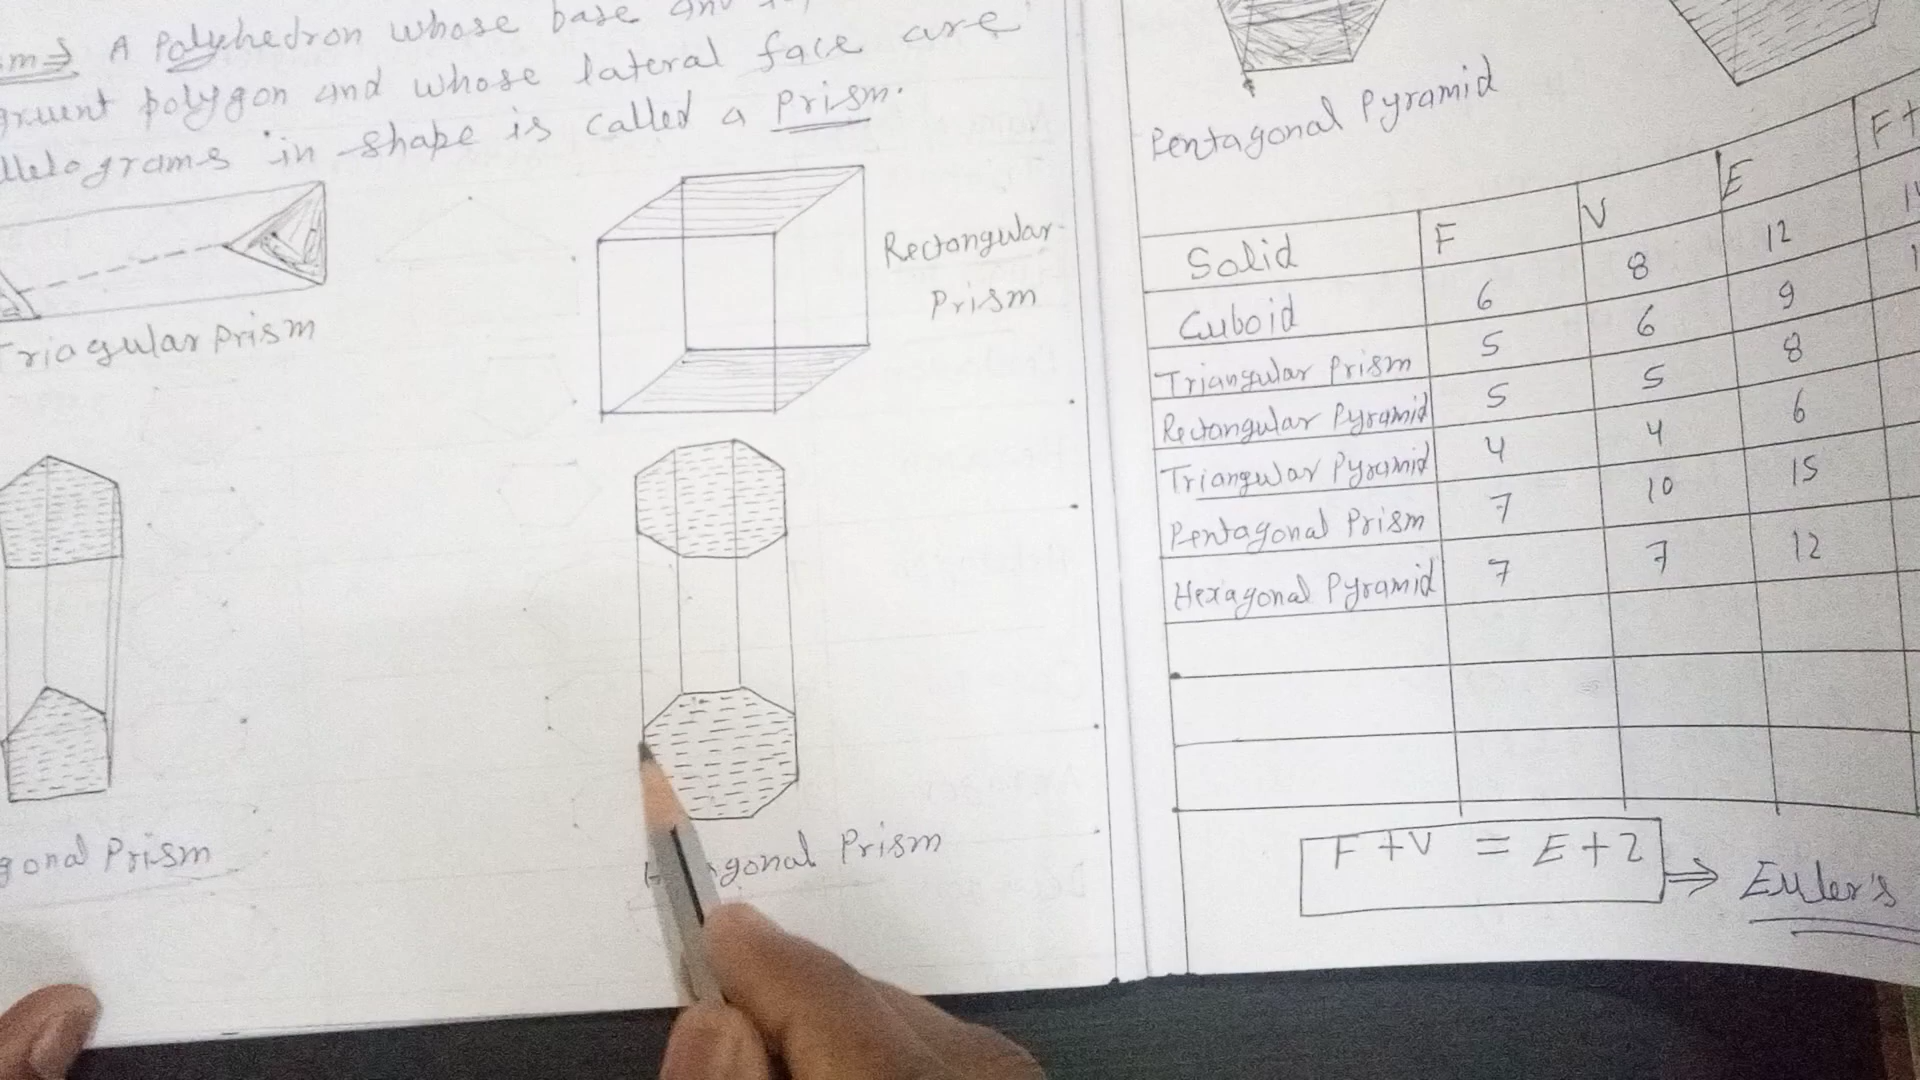 A Polyhedron whose base and
polygon and whose lateral face are
in shape is called a Prism.
Rectangular
Prism
Triagular Prism
gonal Prism
gonal Prism
Pentagonal Pyramid
Solid F V E F+
Cuboid 6 8 12
Triangular Prism 5 6 9
Rectangular Pyramid 5 5 8
Triangular Pyramid 4 4 6
Pentagonal Prism 7 10 15
Hexagonal Pyramid 7 7 12
F+V = E+2 ⇒ Euler's